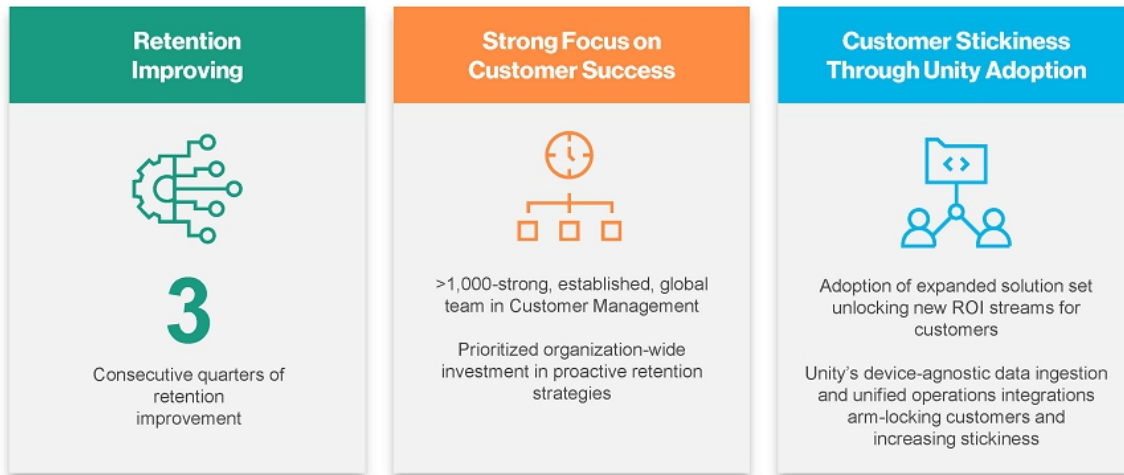 Retention
Improving
3
Consecutive quarters of
retention
improvement
Strong Focus on
Customer Success
>1,000-strong, established, global
team in Customer Management
Prioritized organization-wide
investment in proactive retention
strategies
Customer Stickiness
Through Unity Adoption
Adoption of expanded solution set
unlocking new ROI streams for
customers
Unity's device-agnostic data ingestion
and unified operations integrations
arm-locking customers and
increasing stickiness